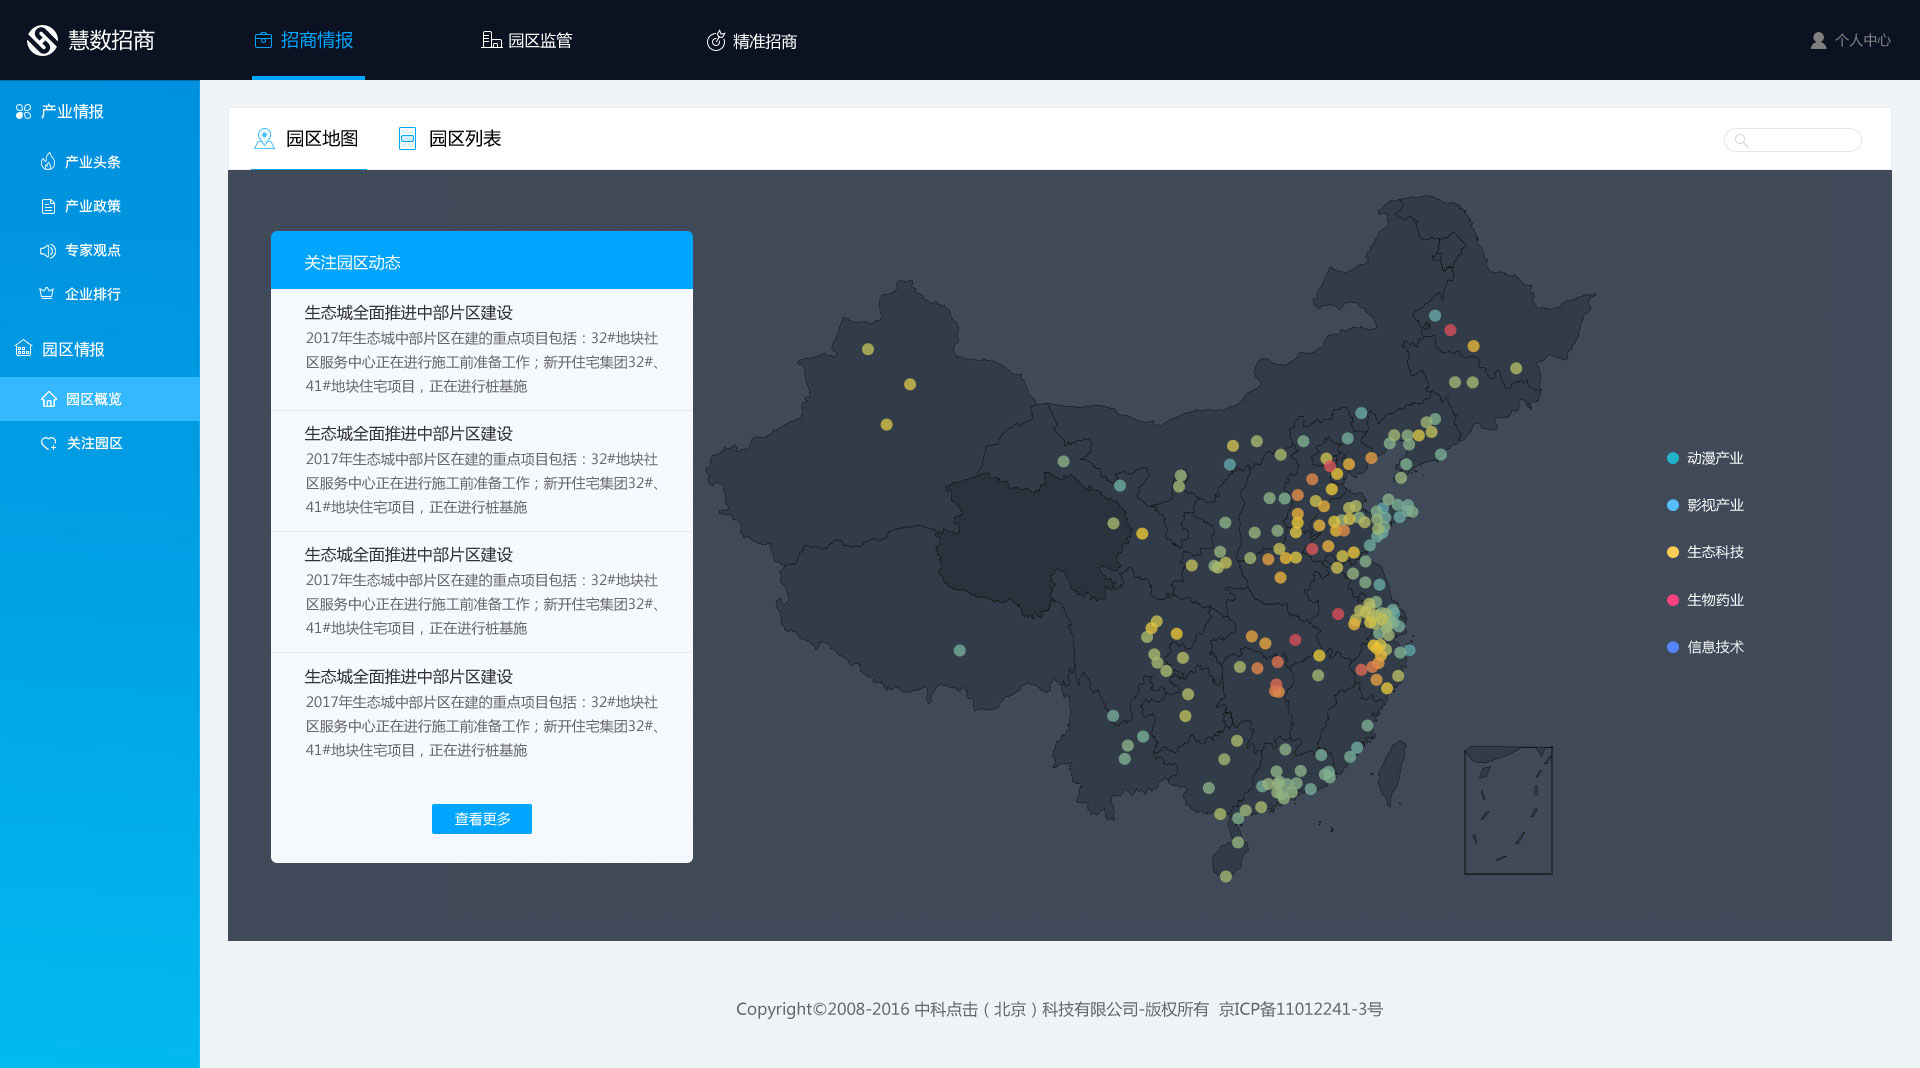 慧数招商
招商情报
园区监管
精准招商
个人中心
产业情报
产业头条
产业政策
专家观点
企业排行
园区情报
园区概览
关注园区
园区地图
园区列表
关注园区动态
生态城全面推进中部片区建设
2017年生态城中部片区在建的重点项目包括：32#地块社
区服务中心正在进行施工前准备工作；新开住宅集团32#、
41#地块住宅项目，正在进行桩基施
生态城全面推进中部片区建设
2017年生态城中部片区在建的重点项目包括：32#地块社
区服务中心正在进行施工前准备工作；新开住宅集团32#、
41#地块住宅项目，正在进行桩基施
生态城全面推进中部片区建设
2017年生态城中部片区在建的重点项目包括：32#地块社
区服务中心正在进行施工前准备工作；新开住宅集团32#、
41#地块住宅项目，正在进行桩基施
生态城全面推进中部片区建设
2017年生态城中部片区在建的重点项目包括：32#地块社
区服务中心正在进行施工前准备工作；新开住宅集团32#、
41#地块住宅项目，正在进行桩基施
查看更多
动漫产业
影视产业
生态科技
生物药业
信息技术
Copyright©2008-2016 中科点击（北京）科技有限公司-版权所有 京ICP备11012241-3号